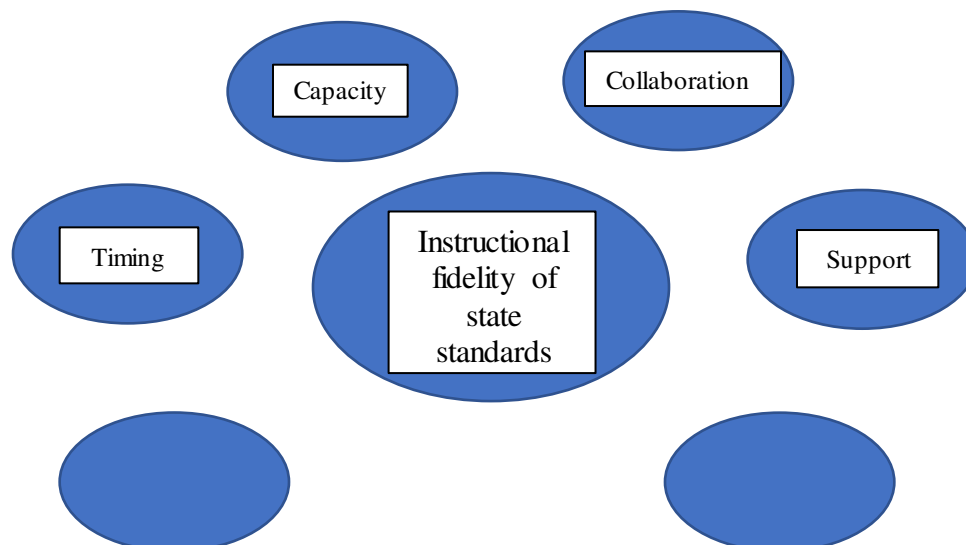 Capacity
Collaboration
Timing
Instructional
fidelity of
state
standards
Support